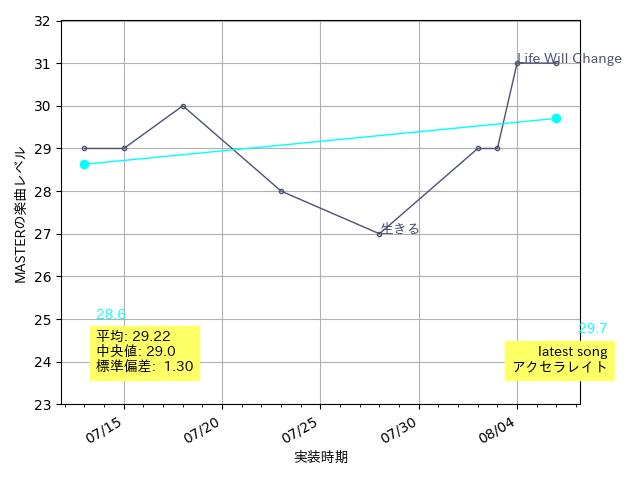 32
31
30
29
28
27
26
25
24
23
MASTERの楽曲レベル
Life Will Change
生きる
28.6
29.7
平均: 29.22
中央値: 29.0
標準偏差: 1.30
latest song
アクセラレイト
07/15
07/20
07/25
07/30
08/04
実装時期